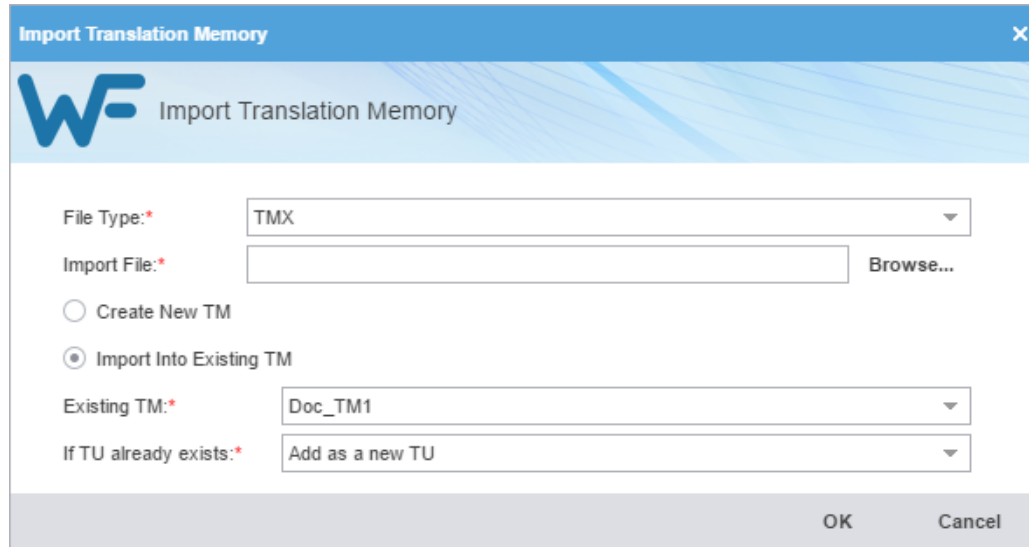 Import Translation Memory
WF Import Translation Memory
File Type:* TMX
Import File:* Browse...
Create New TM
Import Into Existing TM
Existing TM:* Doc_TM1
If TU already exists:* Add as a new TU
OK Cancel